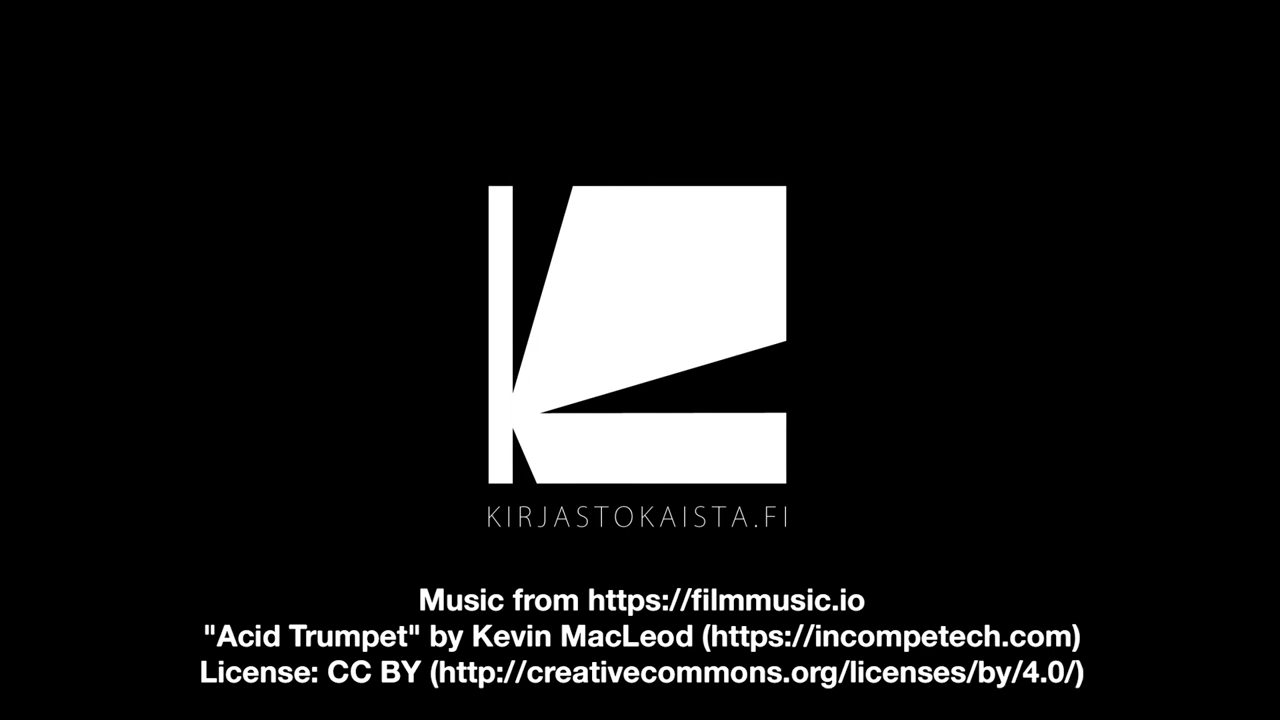 KIRJASTOKAISTA.FI
Music from https://filmmusic.io
"Acid Trumpet" by Kevin MacLeod (https://incompetech.com)
License: CC BY (http://creativecommons.org/licenses/by/4.0/)